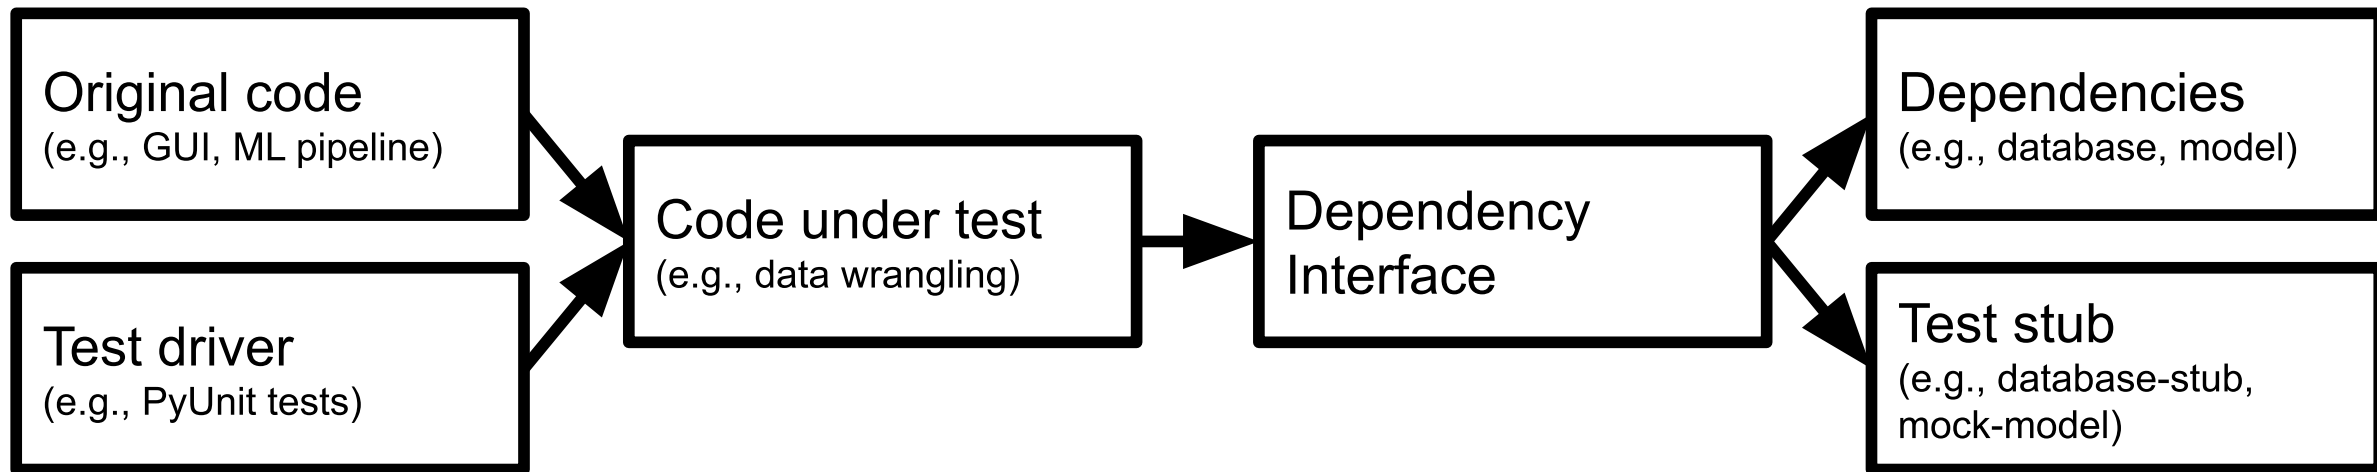 Original code
(e.g., GUI, ML pipeline)
Test driver
(e.g., PyUnit tests)
Code under test
(e.g., data wrangling)
Dependency
Interface
Dependencies
(e.g., database, model)
Test stub
(e.g., database-stub,
mock-model)